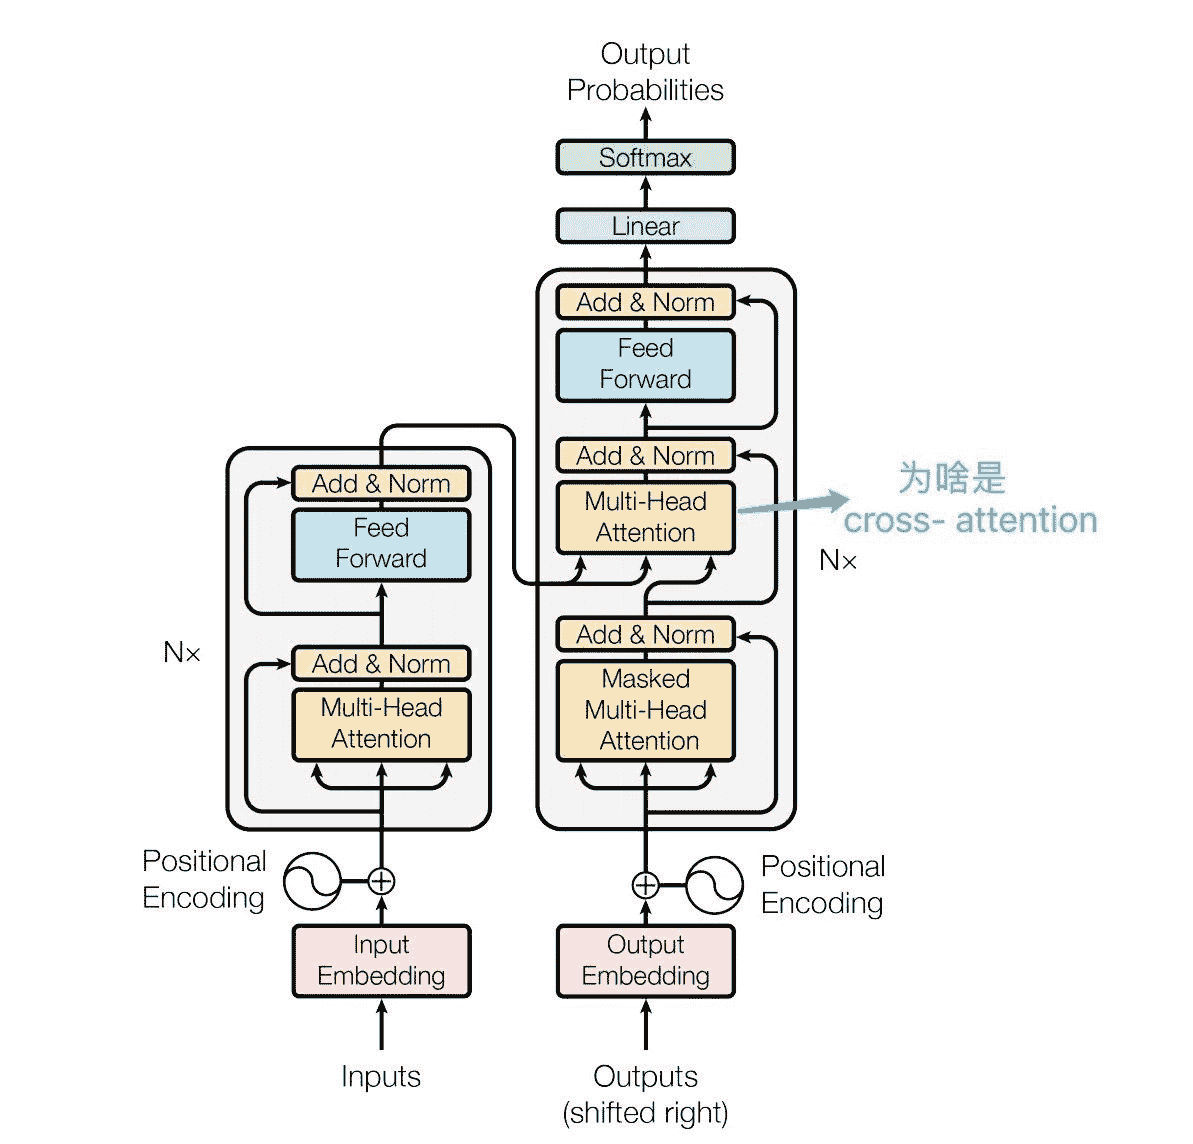 Output
Probabilities
Softmax
Linear
Add & Norm
Feed
Forward
Add & Norm
Multi-Head
Attention
为啥是
cross- attention
N×
Add & Norm
Masked
Multi-Head
Attention
Add & Norm
Feed
Forward
N×
Add & Norm
Multi-Head
Attention
Positional
Encoding
Positional
Encoding
Input
Embedding
Output
Embedding
Inputs
Outputs
(shifted right)